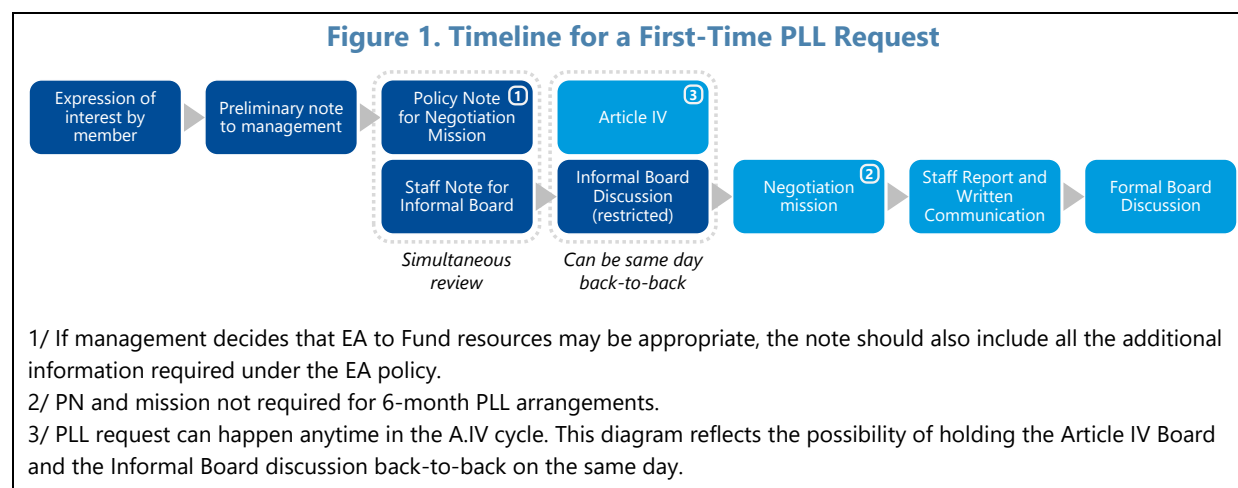 Figure 1. Timeline for a First-Time PLL Request
Expression of
interest by
member
Preliminary note
to management
Policy Note 1
for Negotiation
Mission
Staff Note for
Informal Board
Simultaneous
review
3
Article IV
Informal Board
Discussion
(restricted)
Can be same day
back-to-back
2
Negotiation
mission
Staff Report and
Written
Communication
Formal Board
Discussion
1/ If management decides that EA to Fund resources may be appropriate, the note should also include all the additional
information required under the EA policy.
2/ PN and mission not required for 6-month PLL arrangements.
3/ PLL request can happen anytime in the A.IV cycle. This diagram reflects the possibility of holding the Article IV Board
and the Informal Board discussion back-to-back on the same day.